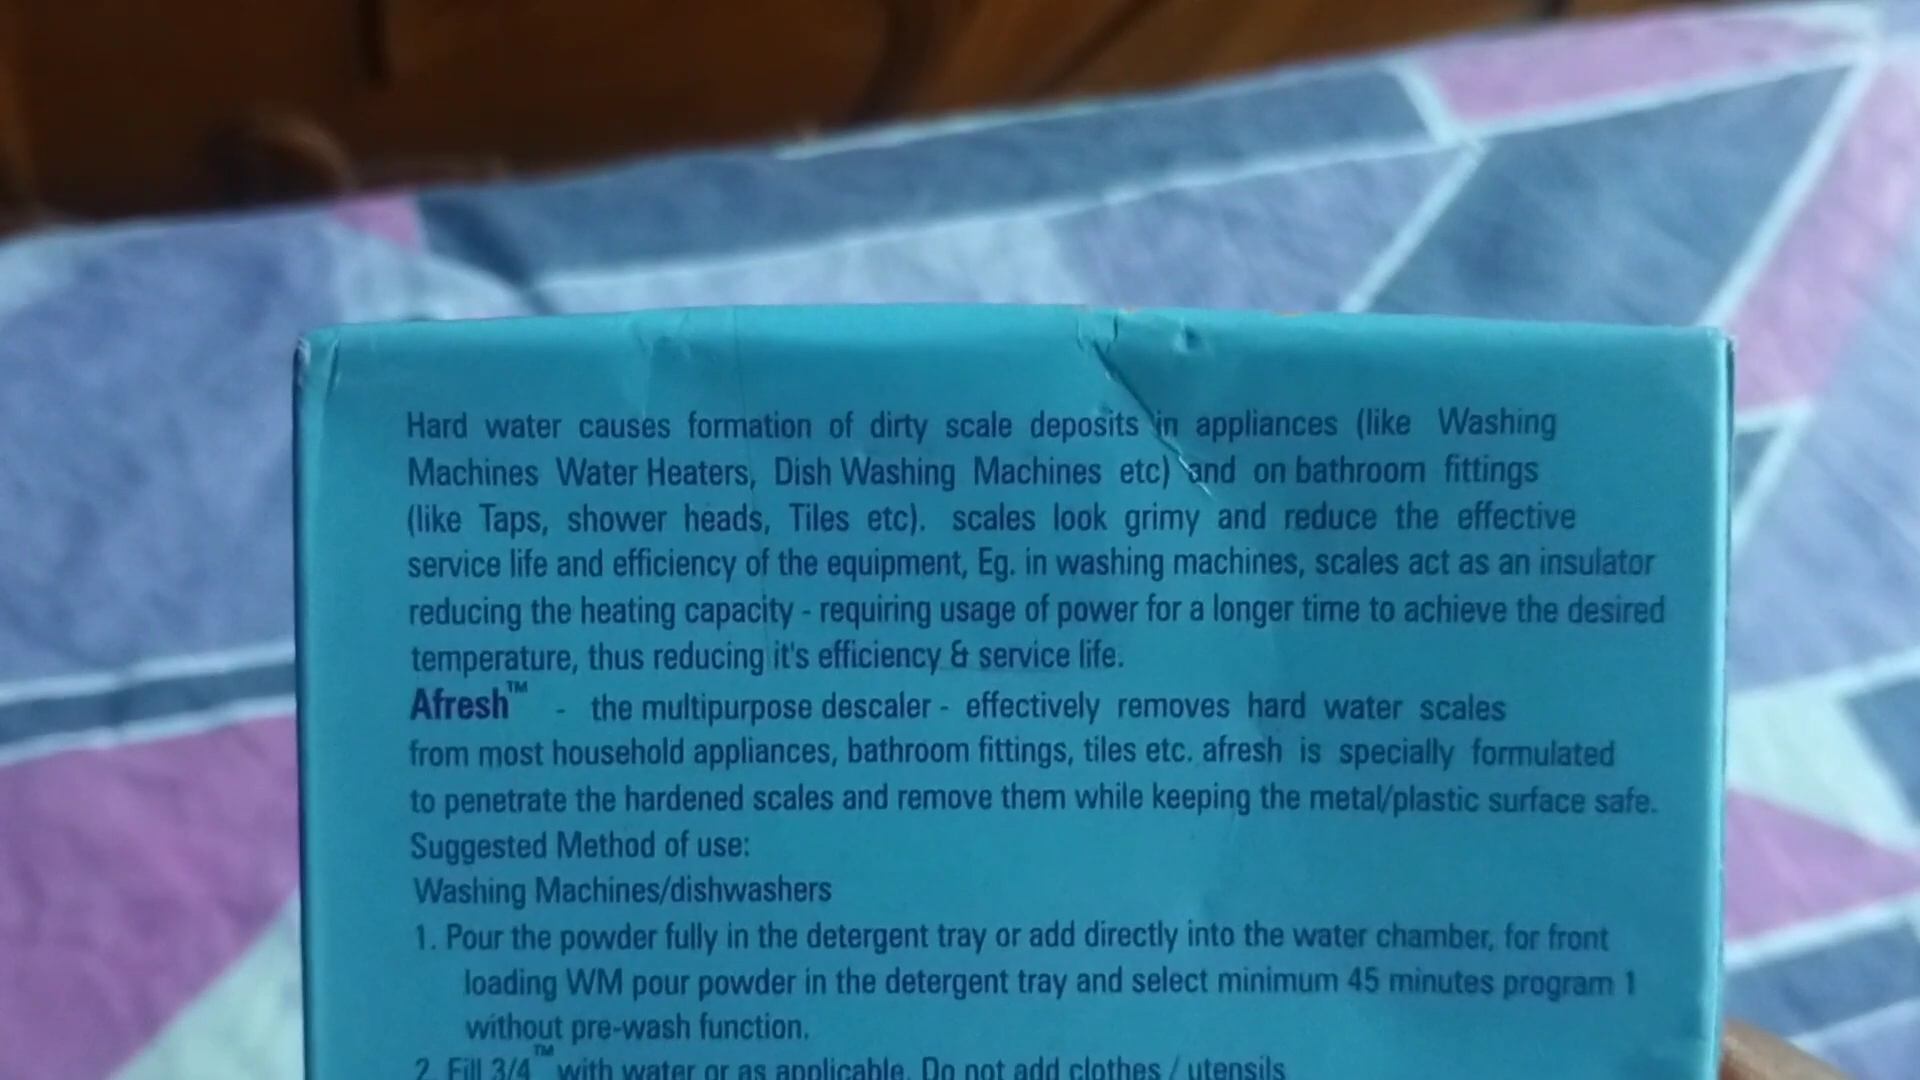 Hard water causes formation of dirty scale deposits in appliances (like Washing
Machines Water Heaters, Dish Washing Machines etc) and on bathroom fittings
(like Taps, shower heads, Tiles etc). scales look grimy and reduce the effective
service life and efficiency of the equipment, Eg. in washing machines, scales act as an insulator
reducing the heating capacity - requiring usage of power for a longer time to achieve the desired
temperature, thus reducing it's efficiency & service life.
Afresh™ - the multipurpose descaler - effectively removes hard water scales
from most household appliances, bathroom fittings, tiles etc. afresh is specially formulated
to penetrate the hardened scales and remove them while keeping the metal/plastic surface safe.
Suggested Method of use:
Washing Machines/dishwashers
1. Pour the powder fully in the detergent tray or add directly into the water chamber, for front
loading WM pour powder in the detergent tray and select minimum 45 minutes program 1
without pre-wash function.
2. Fill 3/4™ with water or as applicable. Do not add clothes / utensils